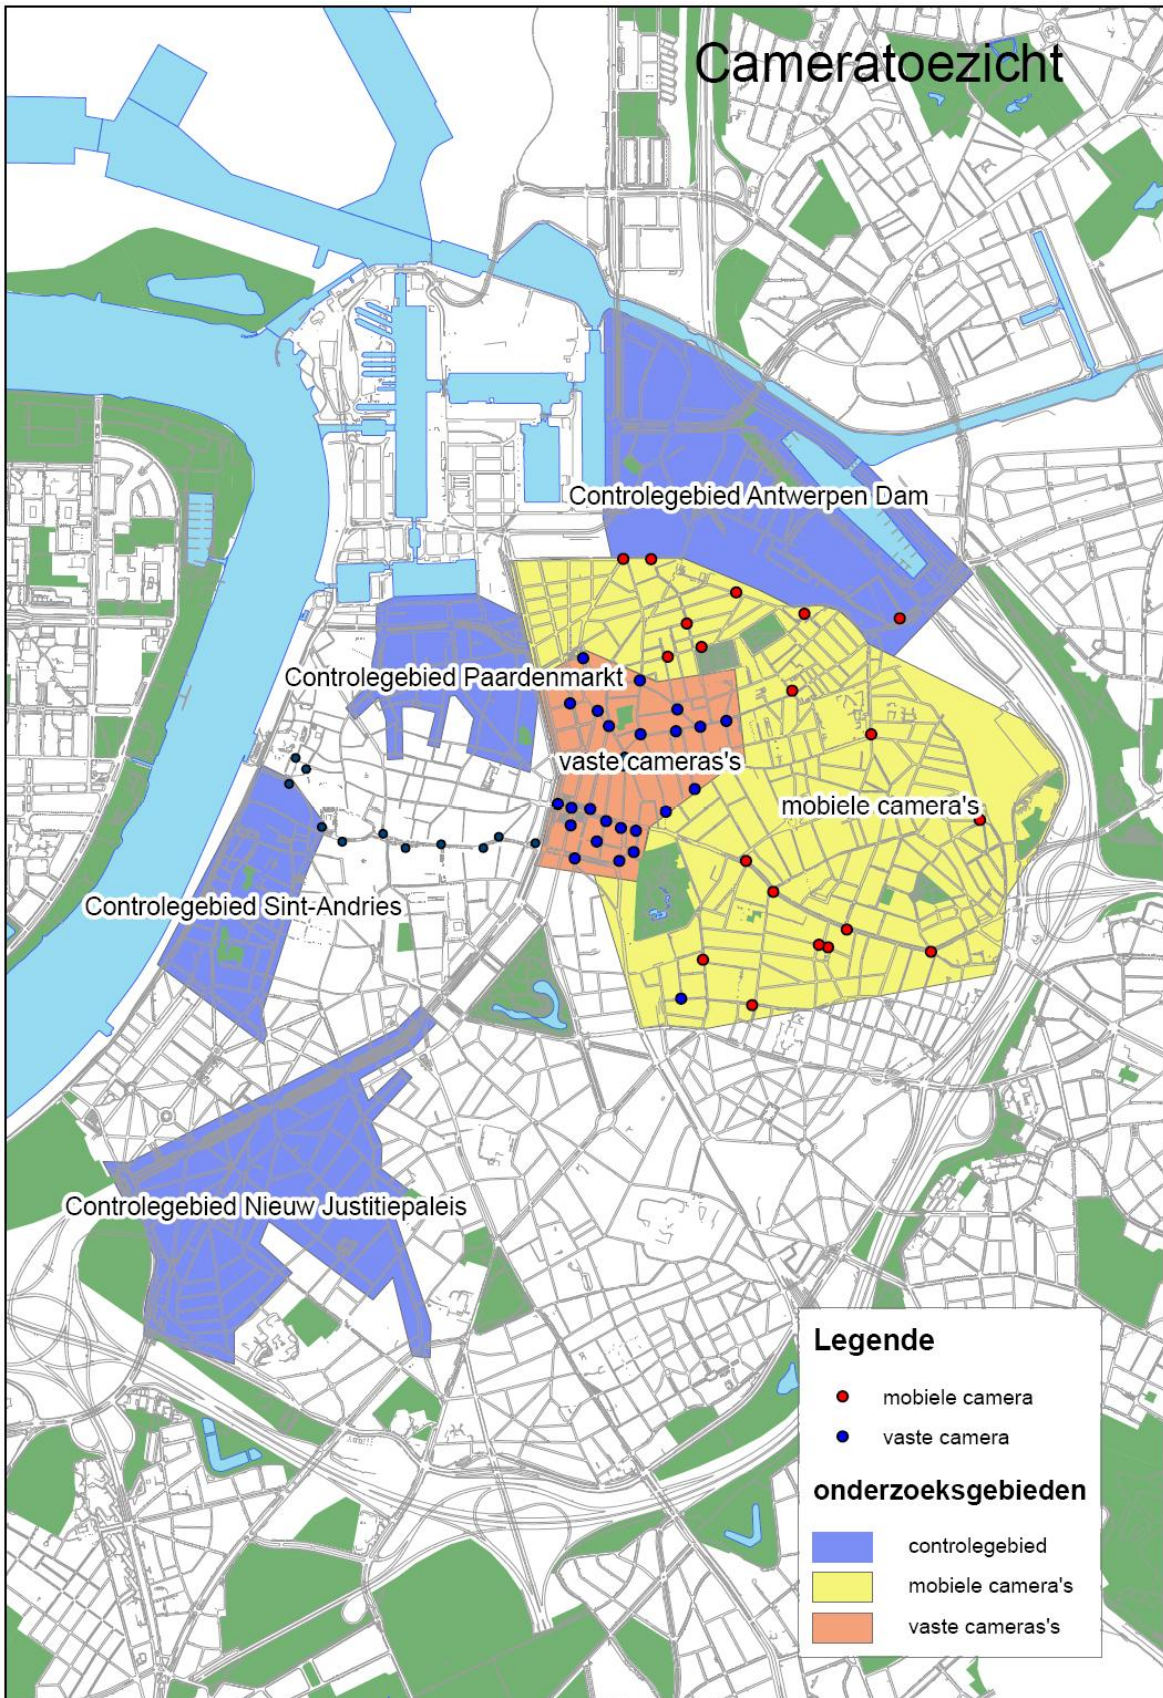 Cameratoezicht
Controlegebied Antwerpen Dam
Controlegebied Paardenmarkt
vaste cameras's
mobiele camera's
Controlegebied Sint-Andries
Controlegebied Nieuw Justitiepaleis
Legende
mobiele camera
vaste camera
onderzoeksgebieden
controlegebied
mobiele camera's
vaste cameras's